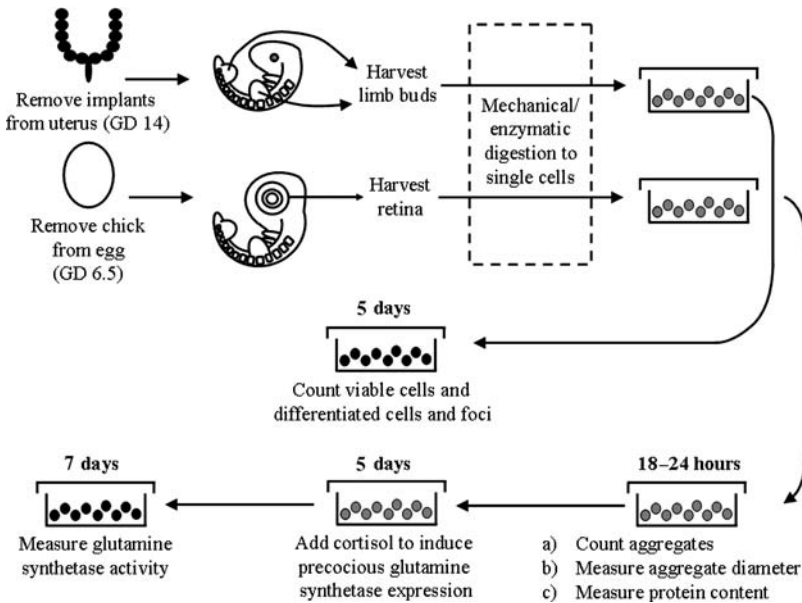 Remove implants
from uterus (GD 14)
Harvest
limb buds
Mechanical/
enzymatic
digestion to
single cells
Remove chick
from egg
(GD 6.5)
Harvest
retina
5 days
Count viable cells and
differentiated cells and foci
7 days
Measure glutamine
synthetase activity
5 days
Add cortisol to induce
precocious glutamine
synthetase expression
18–24 hours
a) Count aggregates
b) Measure aggregate diameter
c) Measure protein content